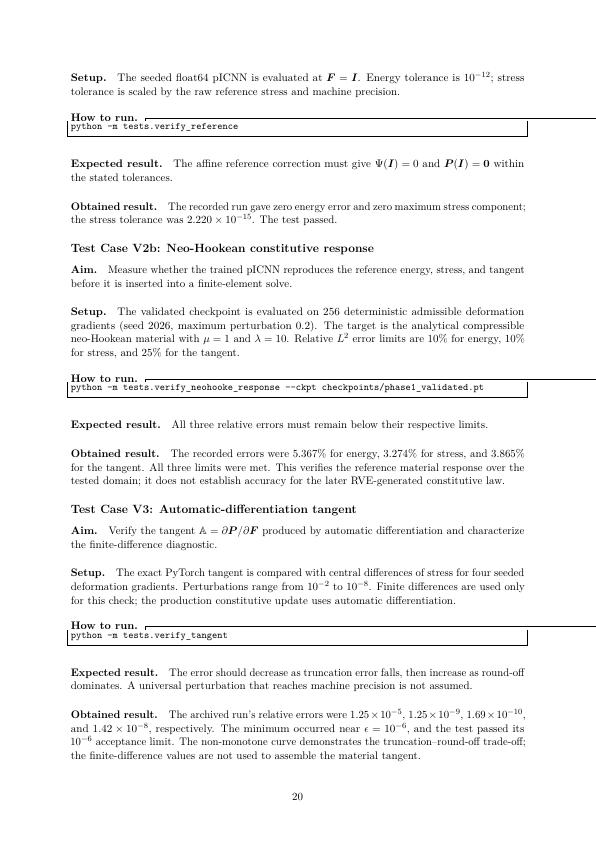 Setup. The seeded float64 pICNN is evaluated at F = I. Energy tolerance is 10⁻¹²; stress
tolerance is scaled by the raw reference stress and machine precision.
How to run.
python -m tests.verify_reference
Expected result. The affine reference correction must give Ψ(I) = 0 and P(I) = 0 within
the stated tolerances.
Obtained result. The recorded run gave zero energy error and zero maximum stress component;
the stress tolerance was 2.220 × 10⁻¹⁵. The test passed.
Test Case V2b: Neo-Hookean constitutive response
Aim. Measure whether the trained pICNN reproduces the reference energy, stress, and tangent
before it is inserted into a finite-element solve.
Setup. The validated checkpoint is evaluated on 256 deterministic admissible deformation
gradients (seed 2026, maximum perturbation 0.2). The target is the analytical compressible
neo-Hookean material with μ = 1 and λ = 10. Relative L² error limits are 10% for energy, 10%
for stress, and 25% for the tangent.
How to run.
python -m tests.verify_neohooke_response --ckpt checkpoints/phase1_validated.pt
Expected result. All three relative errors must remain below their respective limits.
Obtained result. The recorded errors were 5.367% for energy, 3.274% for stress, and 3.865%
for the tangent. All three limits were met. This verifies the reference material response over the
tested domain; it does not establish accuracy for the later RVE-generated constitutive law.
Test Case V3: Automatic-differentiation tangent
Aim. Verify the tangent 𝔸 = ∂P/∂F produced by automatic differentiation and characterize
the finite-difference diagnostic.
Setup. The exact PyTorch tangent is compared with central differences of stress for four seeded
deformation gradients. Perturbations range from 10⁻² to 10⁻⁸. Finite differences are used only
for this check; the production constitutive update uses automatic differentiation.
How to run.
python -m tests.verify_tangent
Expected result. The error should decrease as truncation error falls, then increase as round-off
dominates. A universal perturbation that reaches machine precision is not assumed.
Obtained result. The archived run's relative errors were 1.25×10⁻⁵, 1.25×10⁻⁹, 1.69×10⁻¹⁰,
and 1.42 × 10⁻⁸, respectively. The minimum occurred near ϵ = 10⁻⁶, and the test passed its
10⁻⁶ acceptance limit. The non-monotone curve demonstrates the truncation–round-off trade-off;
the finite-difference values are not used to assemble the material tangent.
20